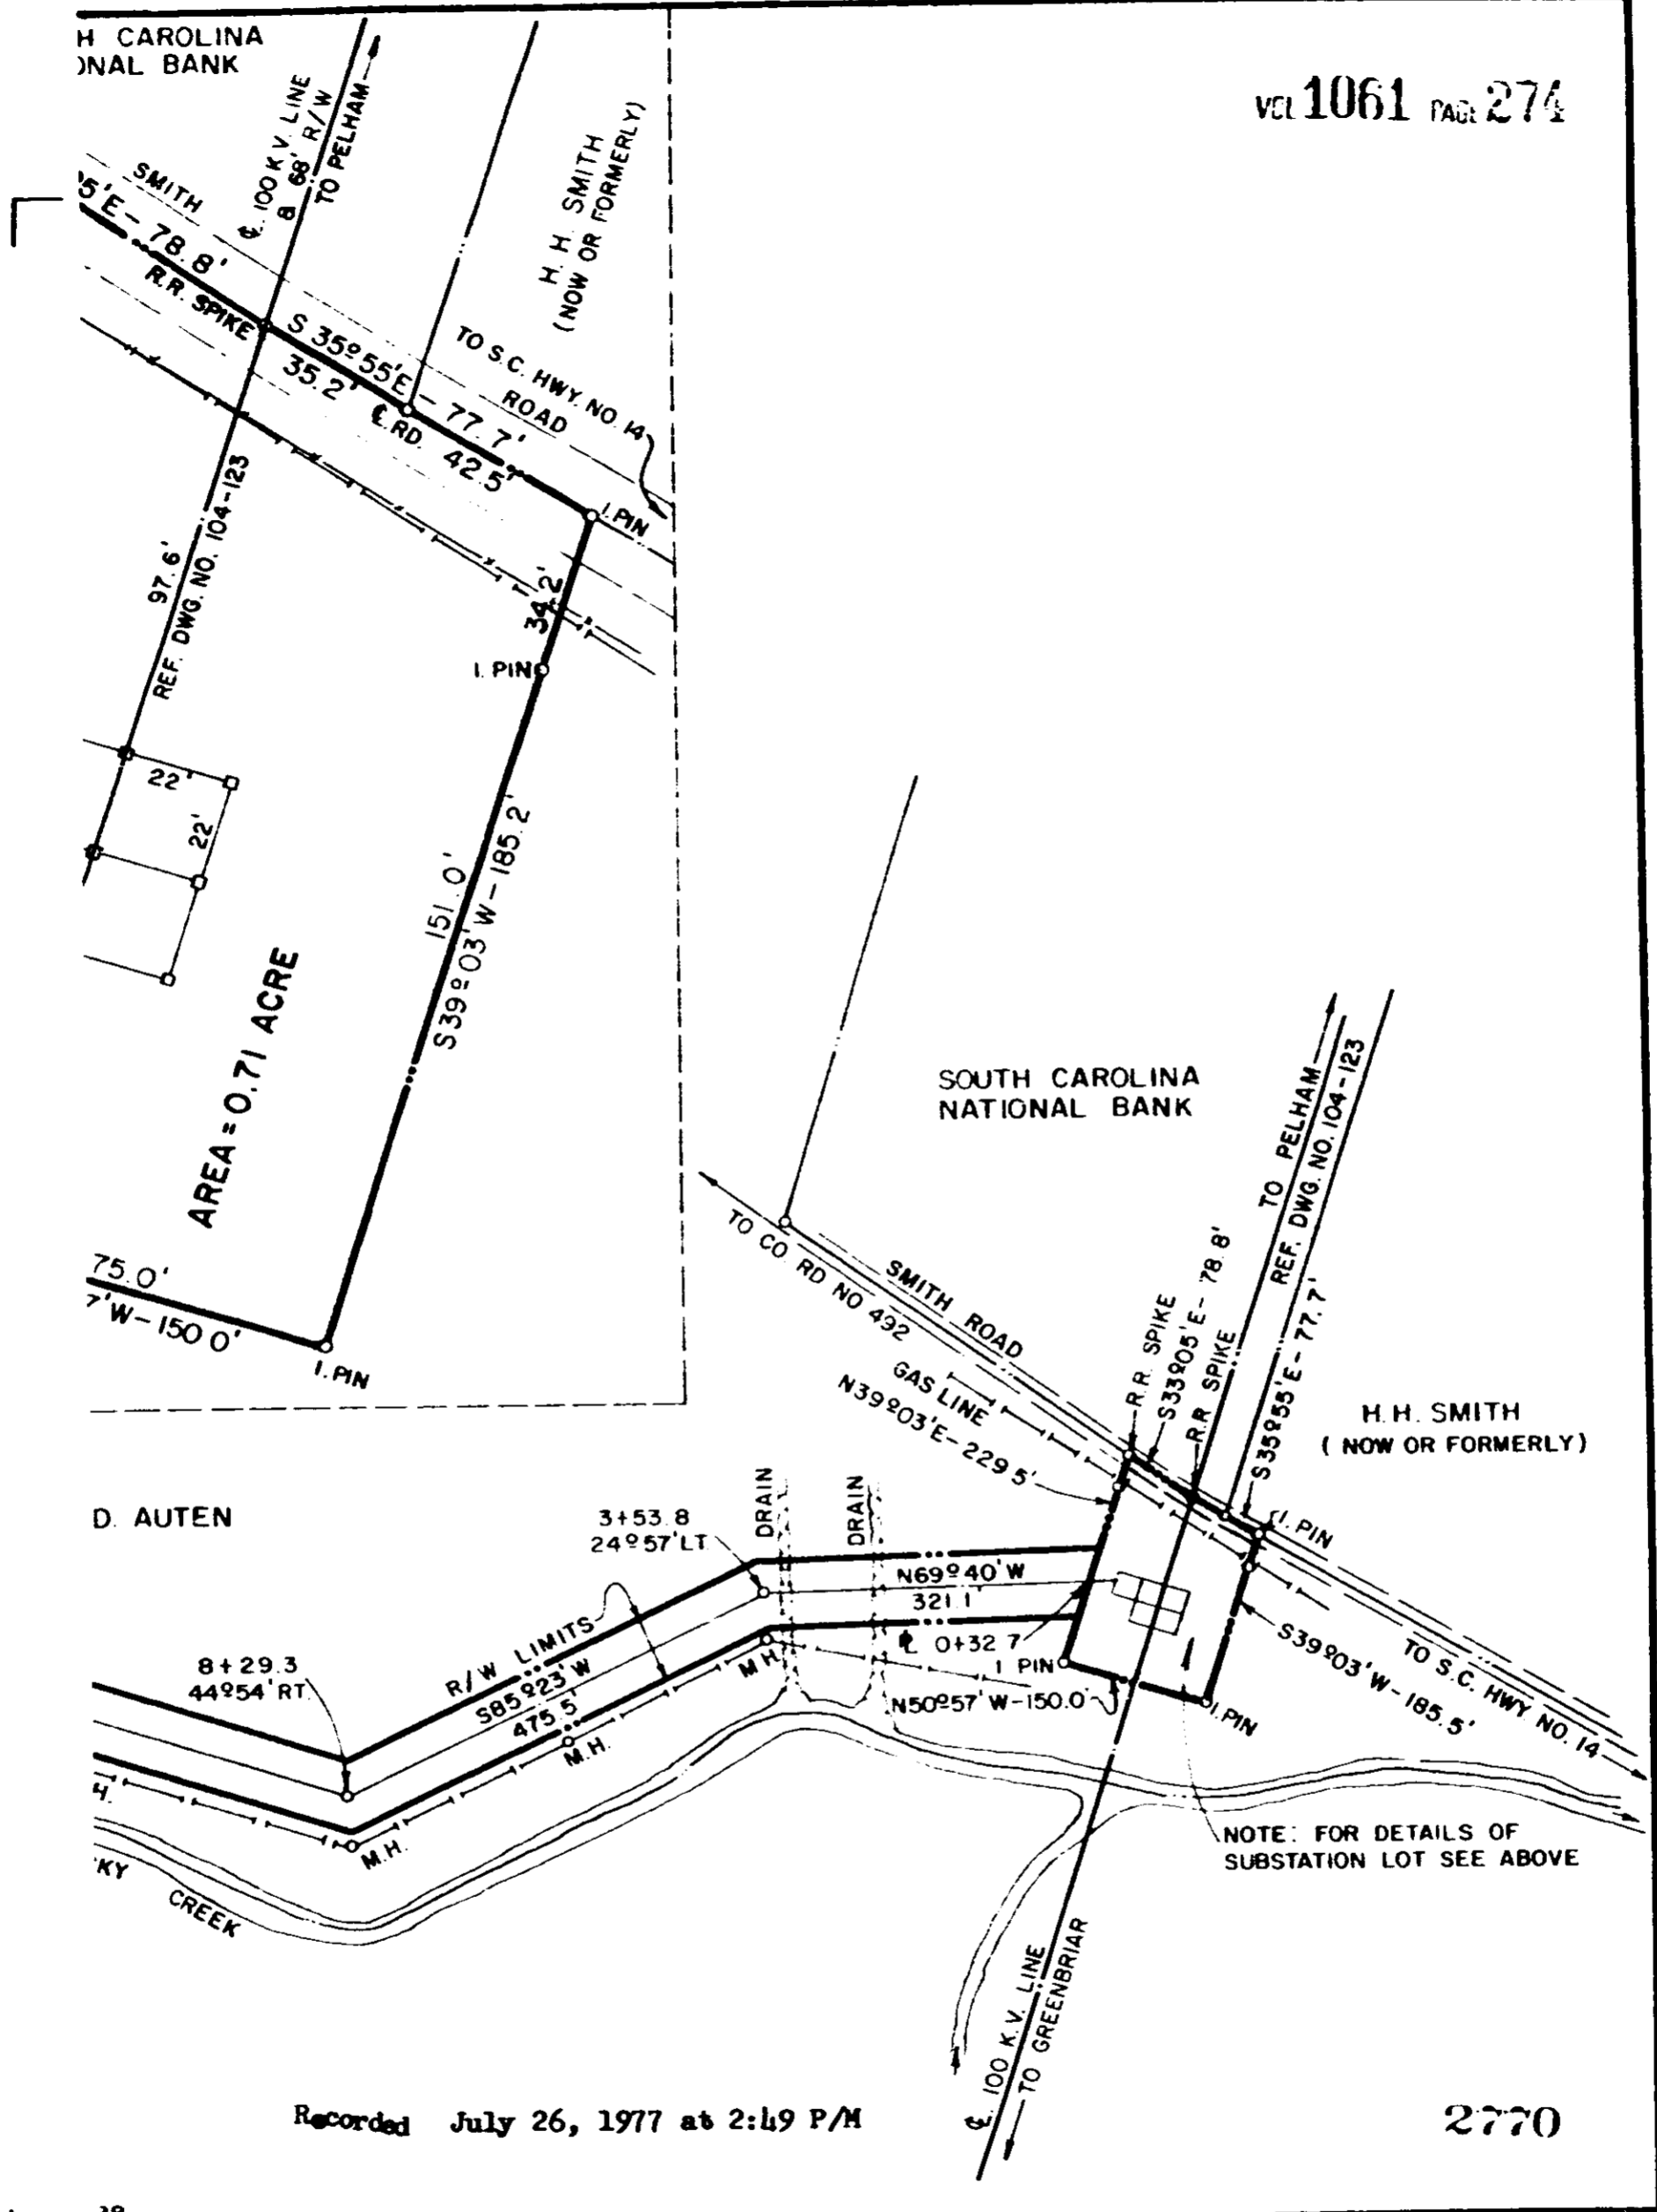 H CAROLINA
ONAL BANK
VOL 1061 PAGE 274
℄ 100 K.V. LINE
a 68' R/W
TO PELHAM
H. H. SMITH
(NOW OR FORMERLY)
SMITH
05'E - 78.8'
R.R. SPIKE
S 35º55'E - 77.7'
35.2'
℄ RD.
42.5'
TO S.C. HWY. NO. 14
ROAD
I. PIN
34.2'
I. PIN
97.6'
REF. DWG. NO. 104-123
22'
22'
151.0'
S39º03'W - 185.2'
AREA = 0.71 ACRE
75.0'
7'W - 150.0'
I. PIN
SOUTH CAROLINA
NATIONAL BANK
TO PELHAM
REF. DWG. NO. 104-123
TO CO. RD NO 492
SMITH ROAD
GAS LINE
N39º03'E - 229.5'
R.R. SPIKE
S33º05'E - 78.8'
R.R. SPIKE
S35º55'E - 77.7'
H. H. SMITH
( NOW OR FORMERLY)
I. PIN
D. AUTEN
3+53.8
24º57'LT
DRAIN
DRAIN
N69º40'W
321.1'
℄ 0+32.7
I. PIN
N50º57'W-150.0'
I. PIN
S39º03'W - 185.5'
TO S.C. HWY NO. 14
8+29.3
44º54'RT.
R/W LIMITS
S85º23'W
475.5'
M.H.
M.H.
M.H.
H.
KY
CREEK
NOTE: FOR DETAILS OF
SUBSTATION LOT SEE ABOVE
℄ 100 K.V. LINE
TO GREENBRIAR
Recorded July 26, 1977 at 2:49 P/M
2770